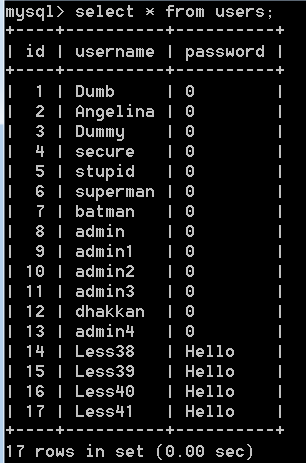 mysql> select * from users;
+----+----------+----------+
| id | username | password |
+----+----------+----------+
| 1 | Dumb | 0 |
| 2 | Angelina | 0 |
| 3 | Dummy | 0 |
| 4 | secure | 0 |
| 5 | stupid | 0 |
| 6 | superman | 0 |
| 7 | batman | 0 |
| 8 | admin | 0 |
| 9 | admin1 | 0 |
| 10 | admin2 | 0 |
| 11 | admin3 | 0 |
| 12 | dhakkan | 0 |
| 13 | admin4 | 0 |
| 14 | Less38 | Hello |
| 15 | Less39 | Hello |
| 16 | Less40 | Hello |
| 17 | Less41 | Hello |
+----+----------+----------+
17 rows in set (0.00 sec)